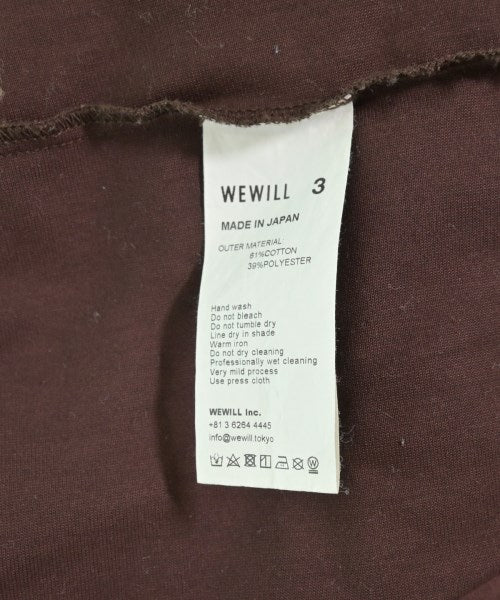 WEWILL 3
MADE IN JAPAN
OUTER MATERIAL:
61%COTTON
39%POLYESTER
Hand wash
Do not bleach
Do not tumble dry
Line dry in shade
Warm iron
Do not dry cleaning
Professionally wet cleaning
Very mild process
Use press cloth
WEWILL Inc.
+81 3 6264 4445
info@wewill.tokyo